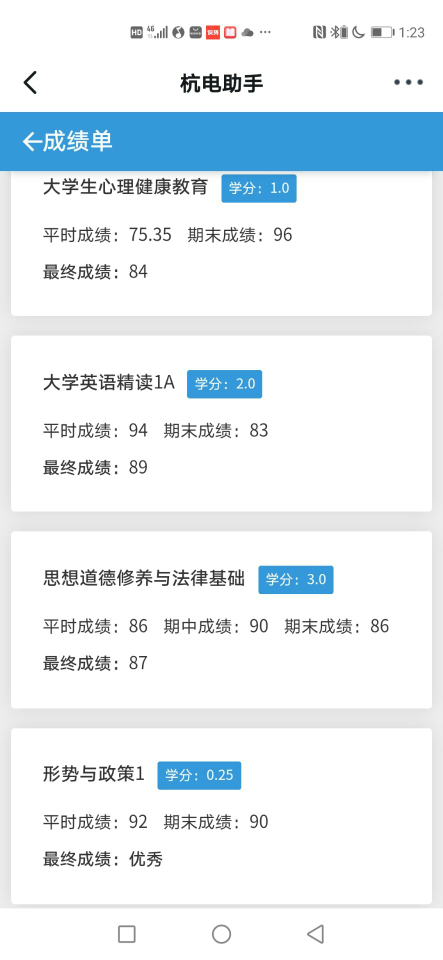 HD 4G 1:23
杭电助手
成绩单
大学生心理健康教育 学分：1.0
平时成绩：75.35 期末成绩：96
最终成绩：84
大学英语精读1A 学分：2.0
平时成绩：94 期末成绩：83
最终成绩：89
思想道德修养与法律基础 学分：3.0
平时成绩：86 期中成绩：90 期末成绩：86
最终成绩：87
形势与政策1 学分：0.25
平时成绩：92 期末成绩：90
最终成绩：优秀